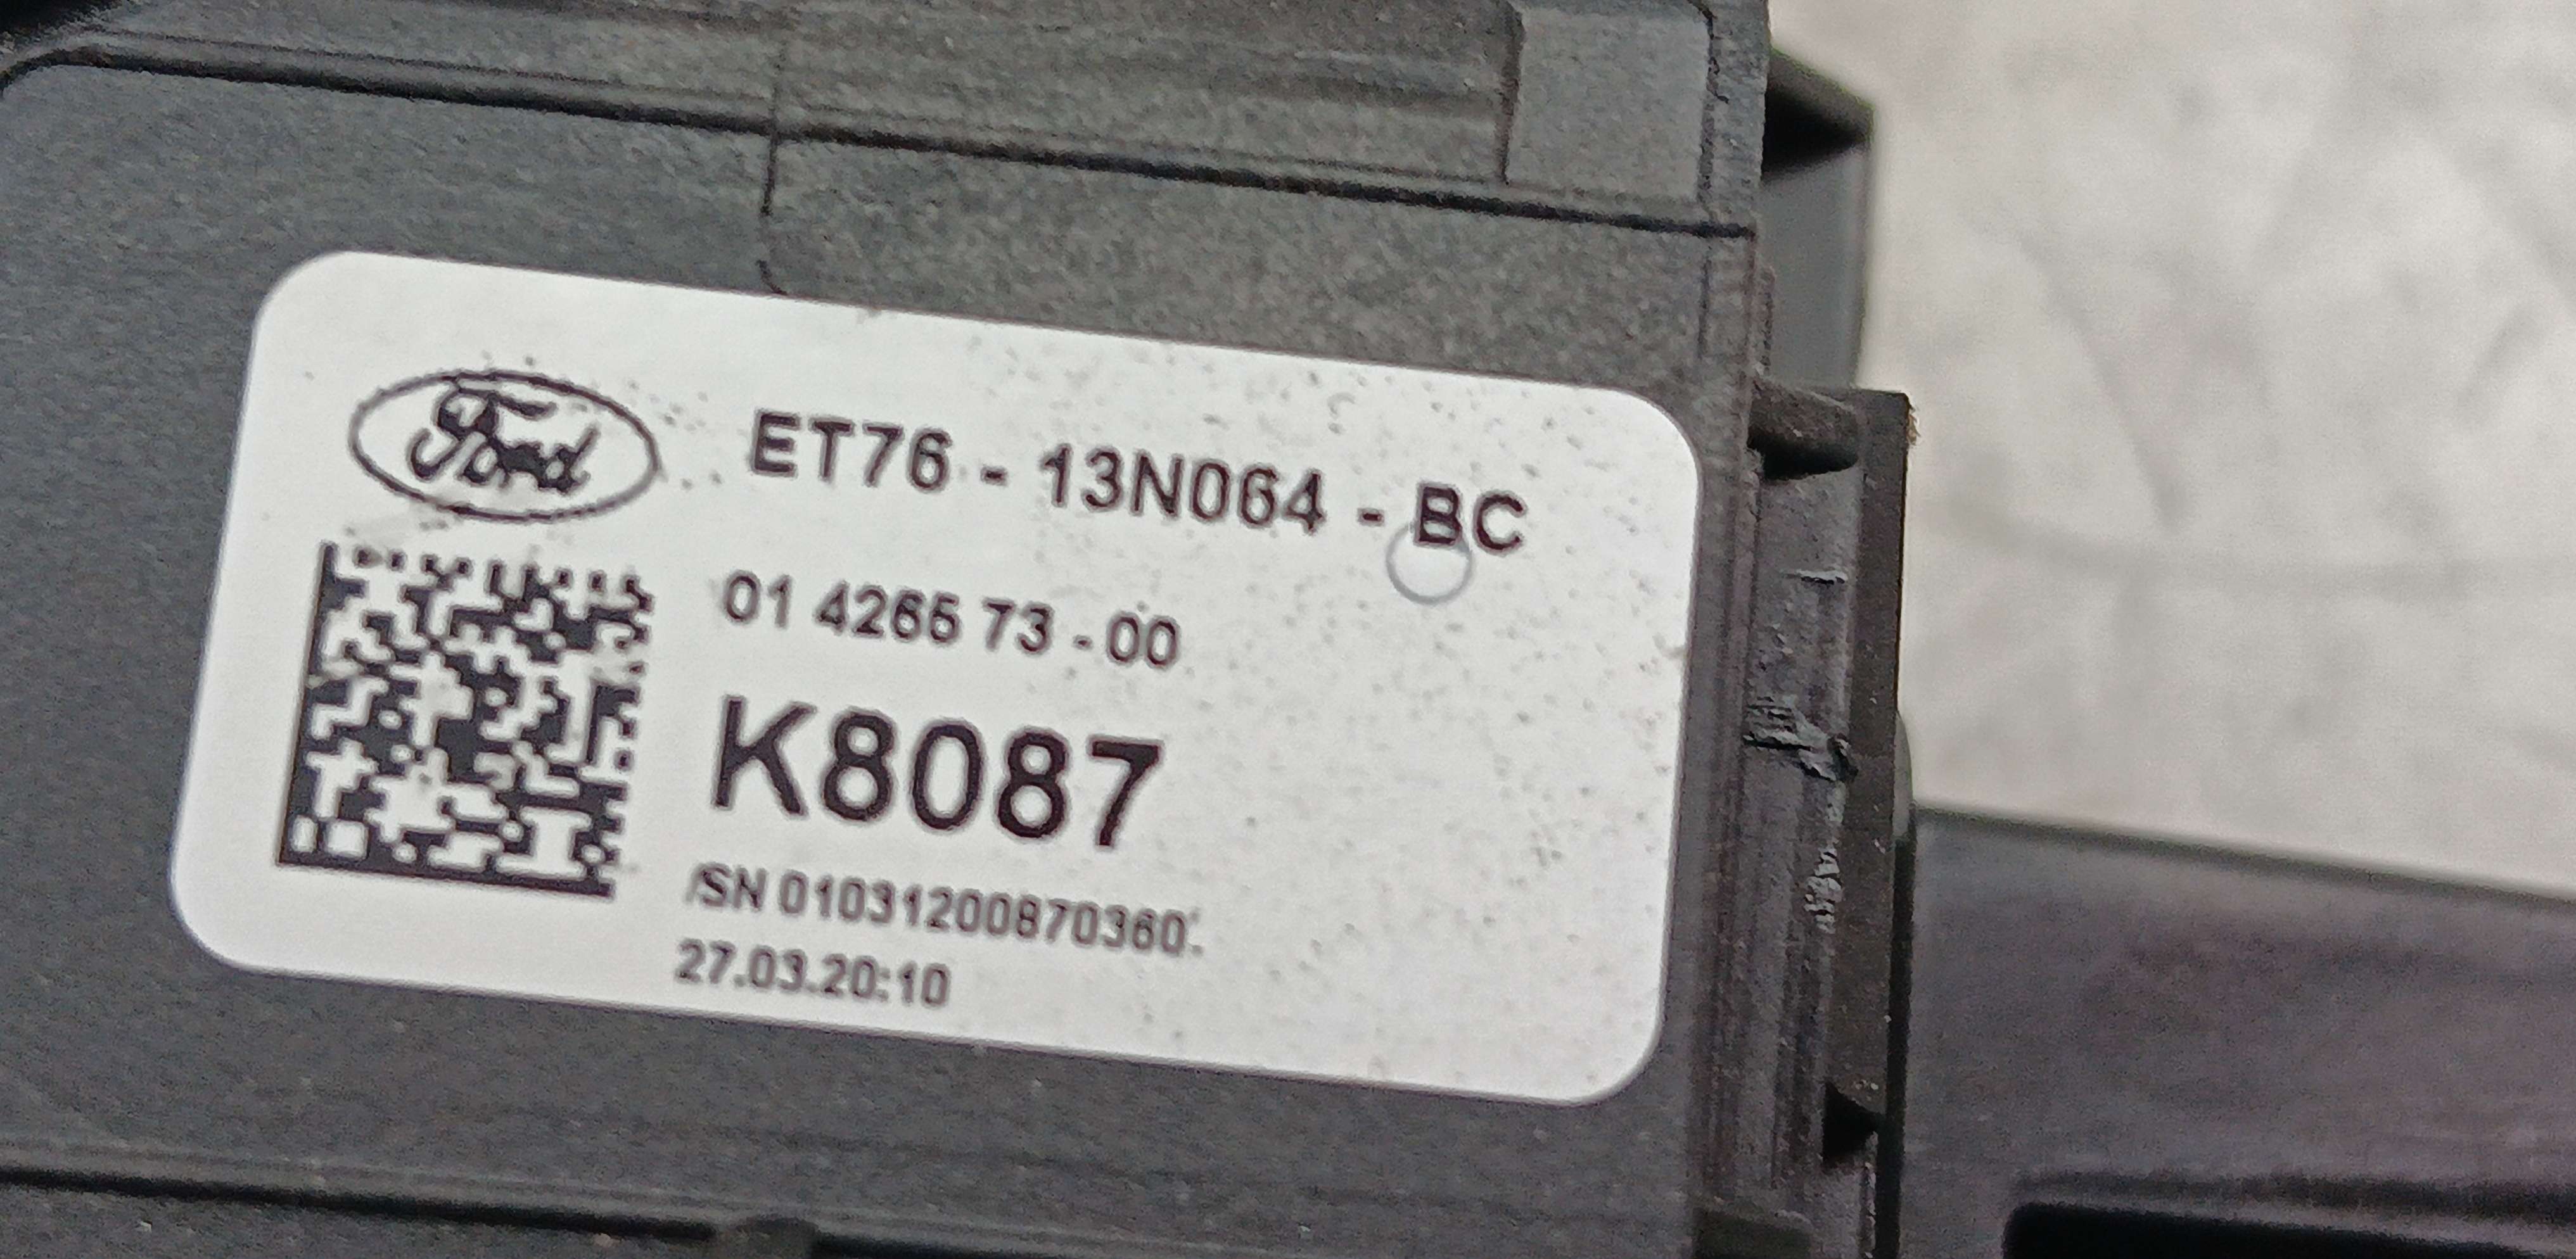 Ford
ET76 - 13N064 - BC
01 4266 73 - 00
K8087
/SN 01031200870360
27.03.20:10